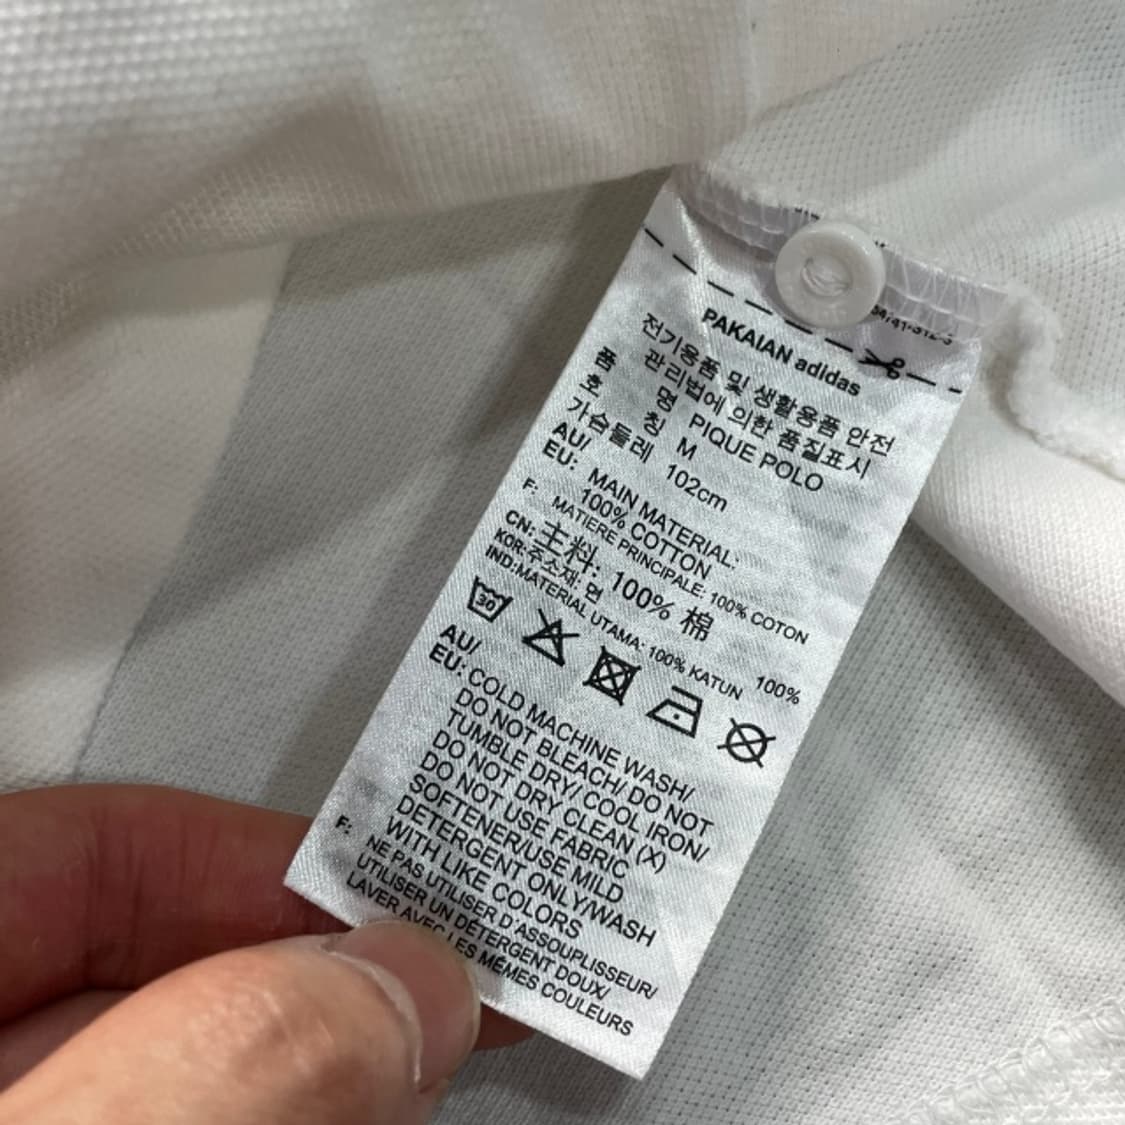 PAKAIAN adidas
전기용품 및 생활용품 안전
관리법에 의한 품질표시
품 명 PIQUE POLO
호 칭 M
가슴둘레 102cm
AU/
EU: MAIN MATERIAL:
100% COTTON
F: MATIERE PRINCIPALE: 100% COTON
CN: 主料: 100% 棉
KOR: 주소재: 면 100%
IND: MATERIAL UTAMA: 100% KATUN
30
AU/
EU: COLD MACHINE WASH/
DO NOT BLEACH/ DO NOT
TUMBLE DRY/ COOL IRON/
DO NOT DRY CLEAN (X)
DO NOT USE FABRIC
SOFTENER/USE MILD
DETERGENT ONLY/WASH
WITH LIKE COLORS
F: NE PAS UTILISER D'ASSOUPLISSEUR/
UTILISER UN DÉTERGENT DOUX/
LAVER AVEC LES MÊMES COULEURS